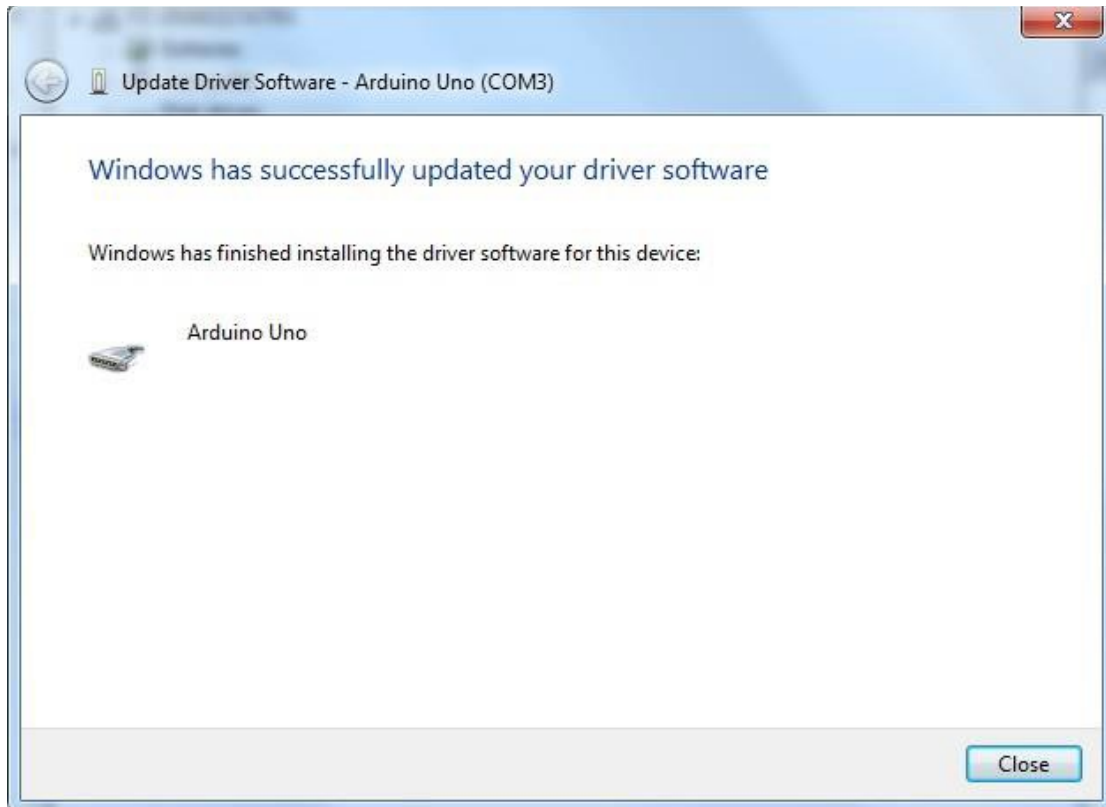 Update Driver Software - Arduino Uno (COM3)
Windows has successfully updated your driver software
Windows has finished installing the driver software for this device:
Arduino Uno
Close